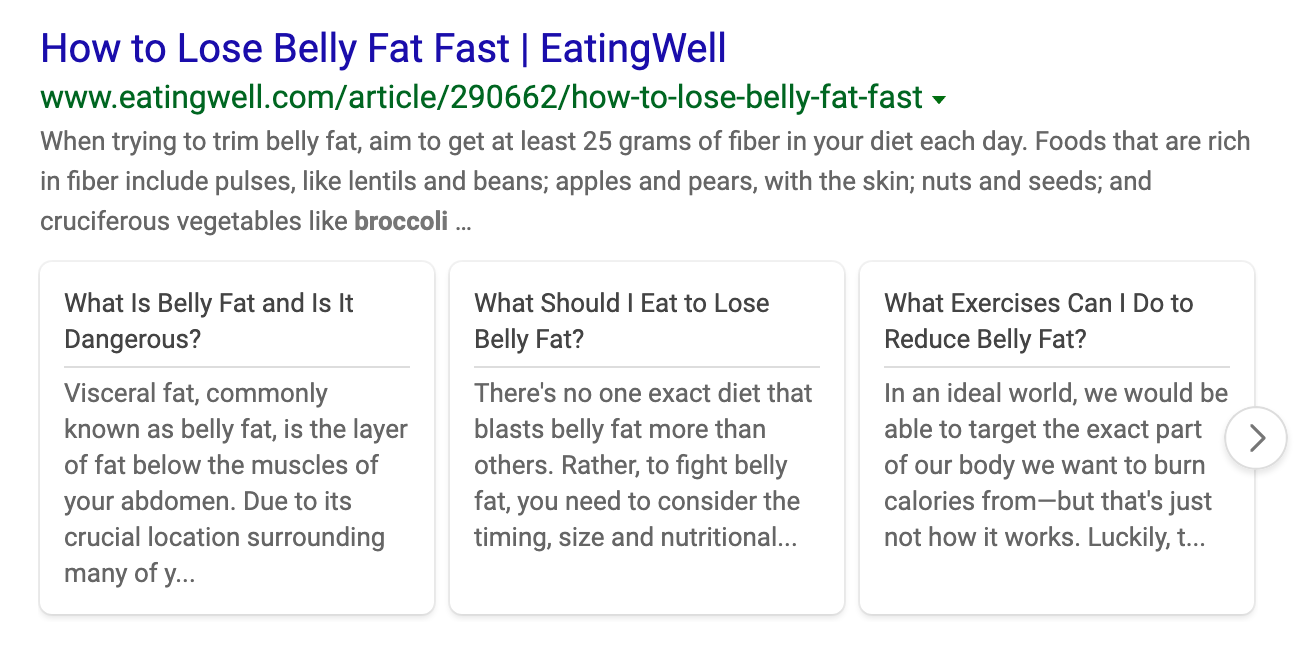 How to Lose Belly Fat Fast | EatingWell
www.eatingwell.com/article/290662/how-to-lose-belly-fat-fast
When trying to trim belly fat, aim to get at least 25 grams of fiber in your diet each day. Foods that are rich
in fiber include pulses, like lentils and beans; apples and pears, with the skin; nuts and seeds; and
cruciferous vegetables like broccoli ...
What Is Belly Fat and Is It
Dangerous?
Visceral fat, commonly
known as belly fat, is the layer
of fat below the muscles of
your abdomen. Due to its
crucial location surrounding
many of y...
What Should I Eat to Lose
Belly Fat?
There's no one exact diet that
blasts belly fat more than
others. Rather, to fight belly
fat, you need to consider the
timing, size and nutritional...
What Exercises Can I Do to
Reduce Belly Fat?
In an ideal world, we would be
able to target the exact part
of our body we want to burn
calories from—but that's just
not how it works. Luckily, t...